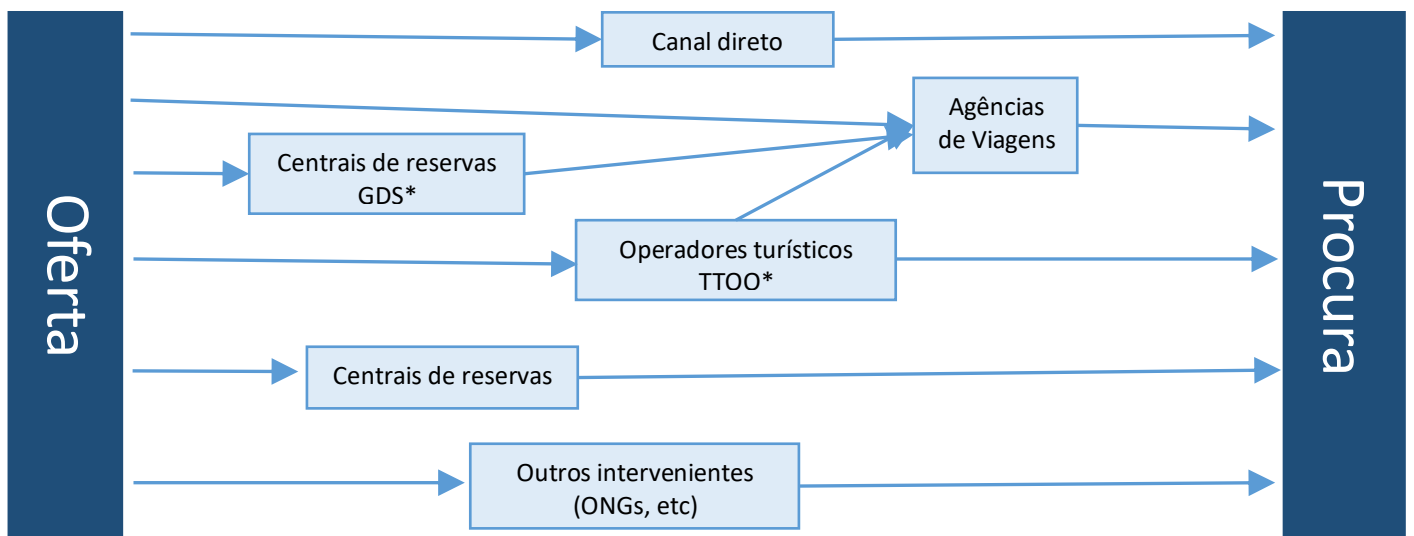 Oferta
Canal direto
Agências
de Viagens
Centrais de reservas
GDS*
Operadores turísticos
TTOO*
Centrais de reservas
Outros intervenientes
(ONGs, etc)
Procura